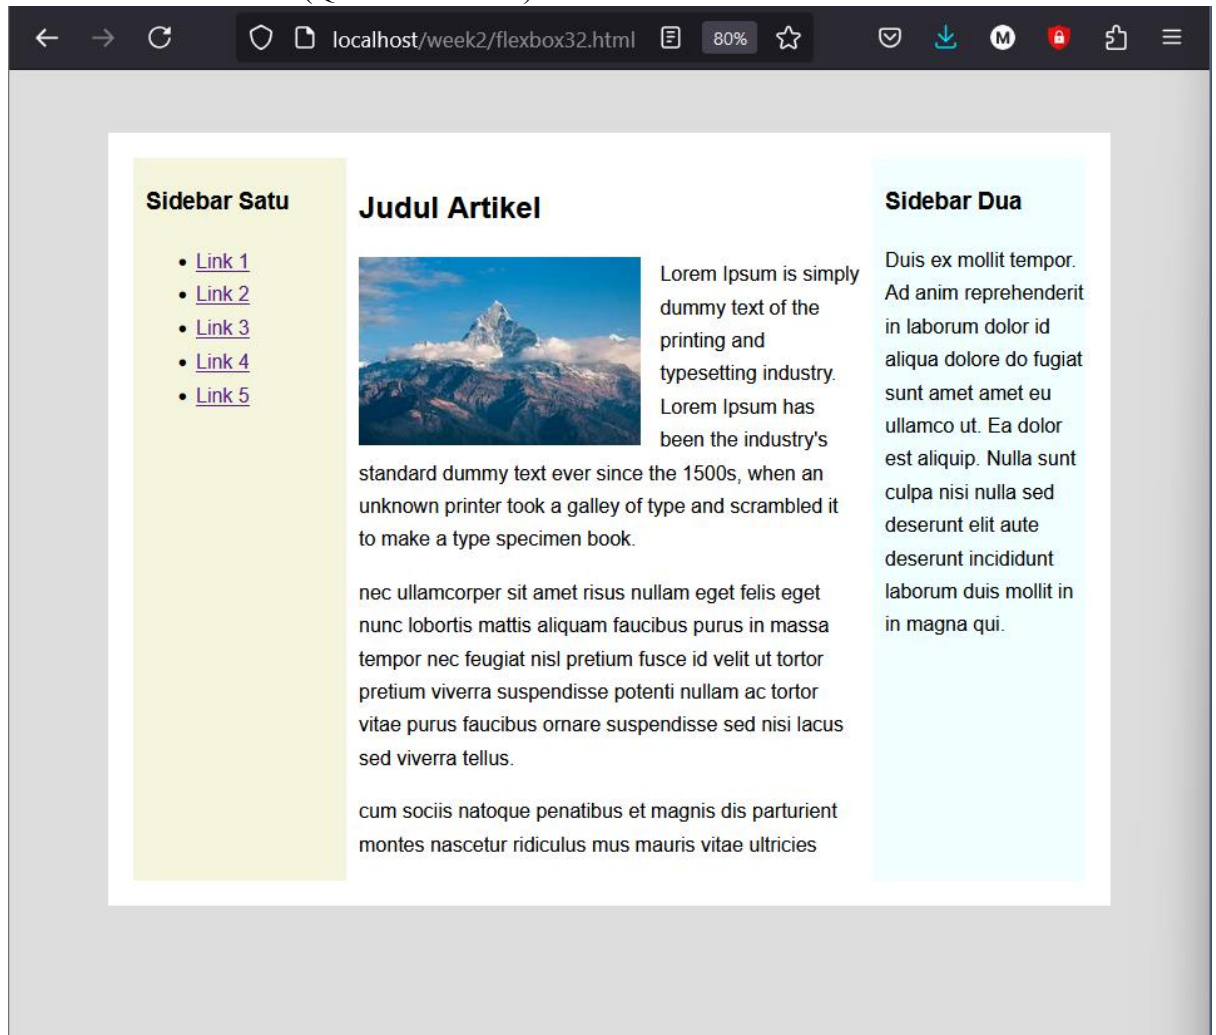 localhost/week2/flexbox32.html
80%
M
Sidebar Satu
Link 1
Link 2
Link 3
Link 4
Link 5
Judul Artikel
Lorem Ipsum is simply
dummy text of the
printing and
typesetting industry.
Lorem Ipsum has
been the industry's
standard dummy text ever since the 1500s, when an
unknown printer took a galley of type and scrambled it
to make a type specimen book.
nec ullamcorper sit amet risus nullam eget felis eget
nunc lobortis mattis aliquam faucibus purus in massa
tempor nec feugiat nisl pretium fusce id velit ut tortor
pretium viverra suspendisse potenti nullam ac tortor
vitae purus faucibus ornare suspendisse sed nisi lacus
sed viverra tellus.
cum sociis natoque penatibus et magnis dis parturient
montes nascetur ridiculus mus mauris vitae ultricies
Sidebar Dua
Duis ex mollit tempor.
Ad anim reprehenderit
in laborum dolor id
aliqua dolore do fugiat
sunt amet amet eu
ullamco ut. Ea dolor
est aliquip. Nulla sunt
culpa nisi nulla sed
deserunt elit aute
deserunt incididunt
laborum duis mollit in
in magna qui.